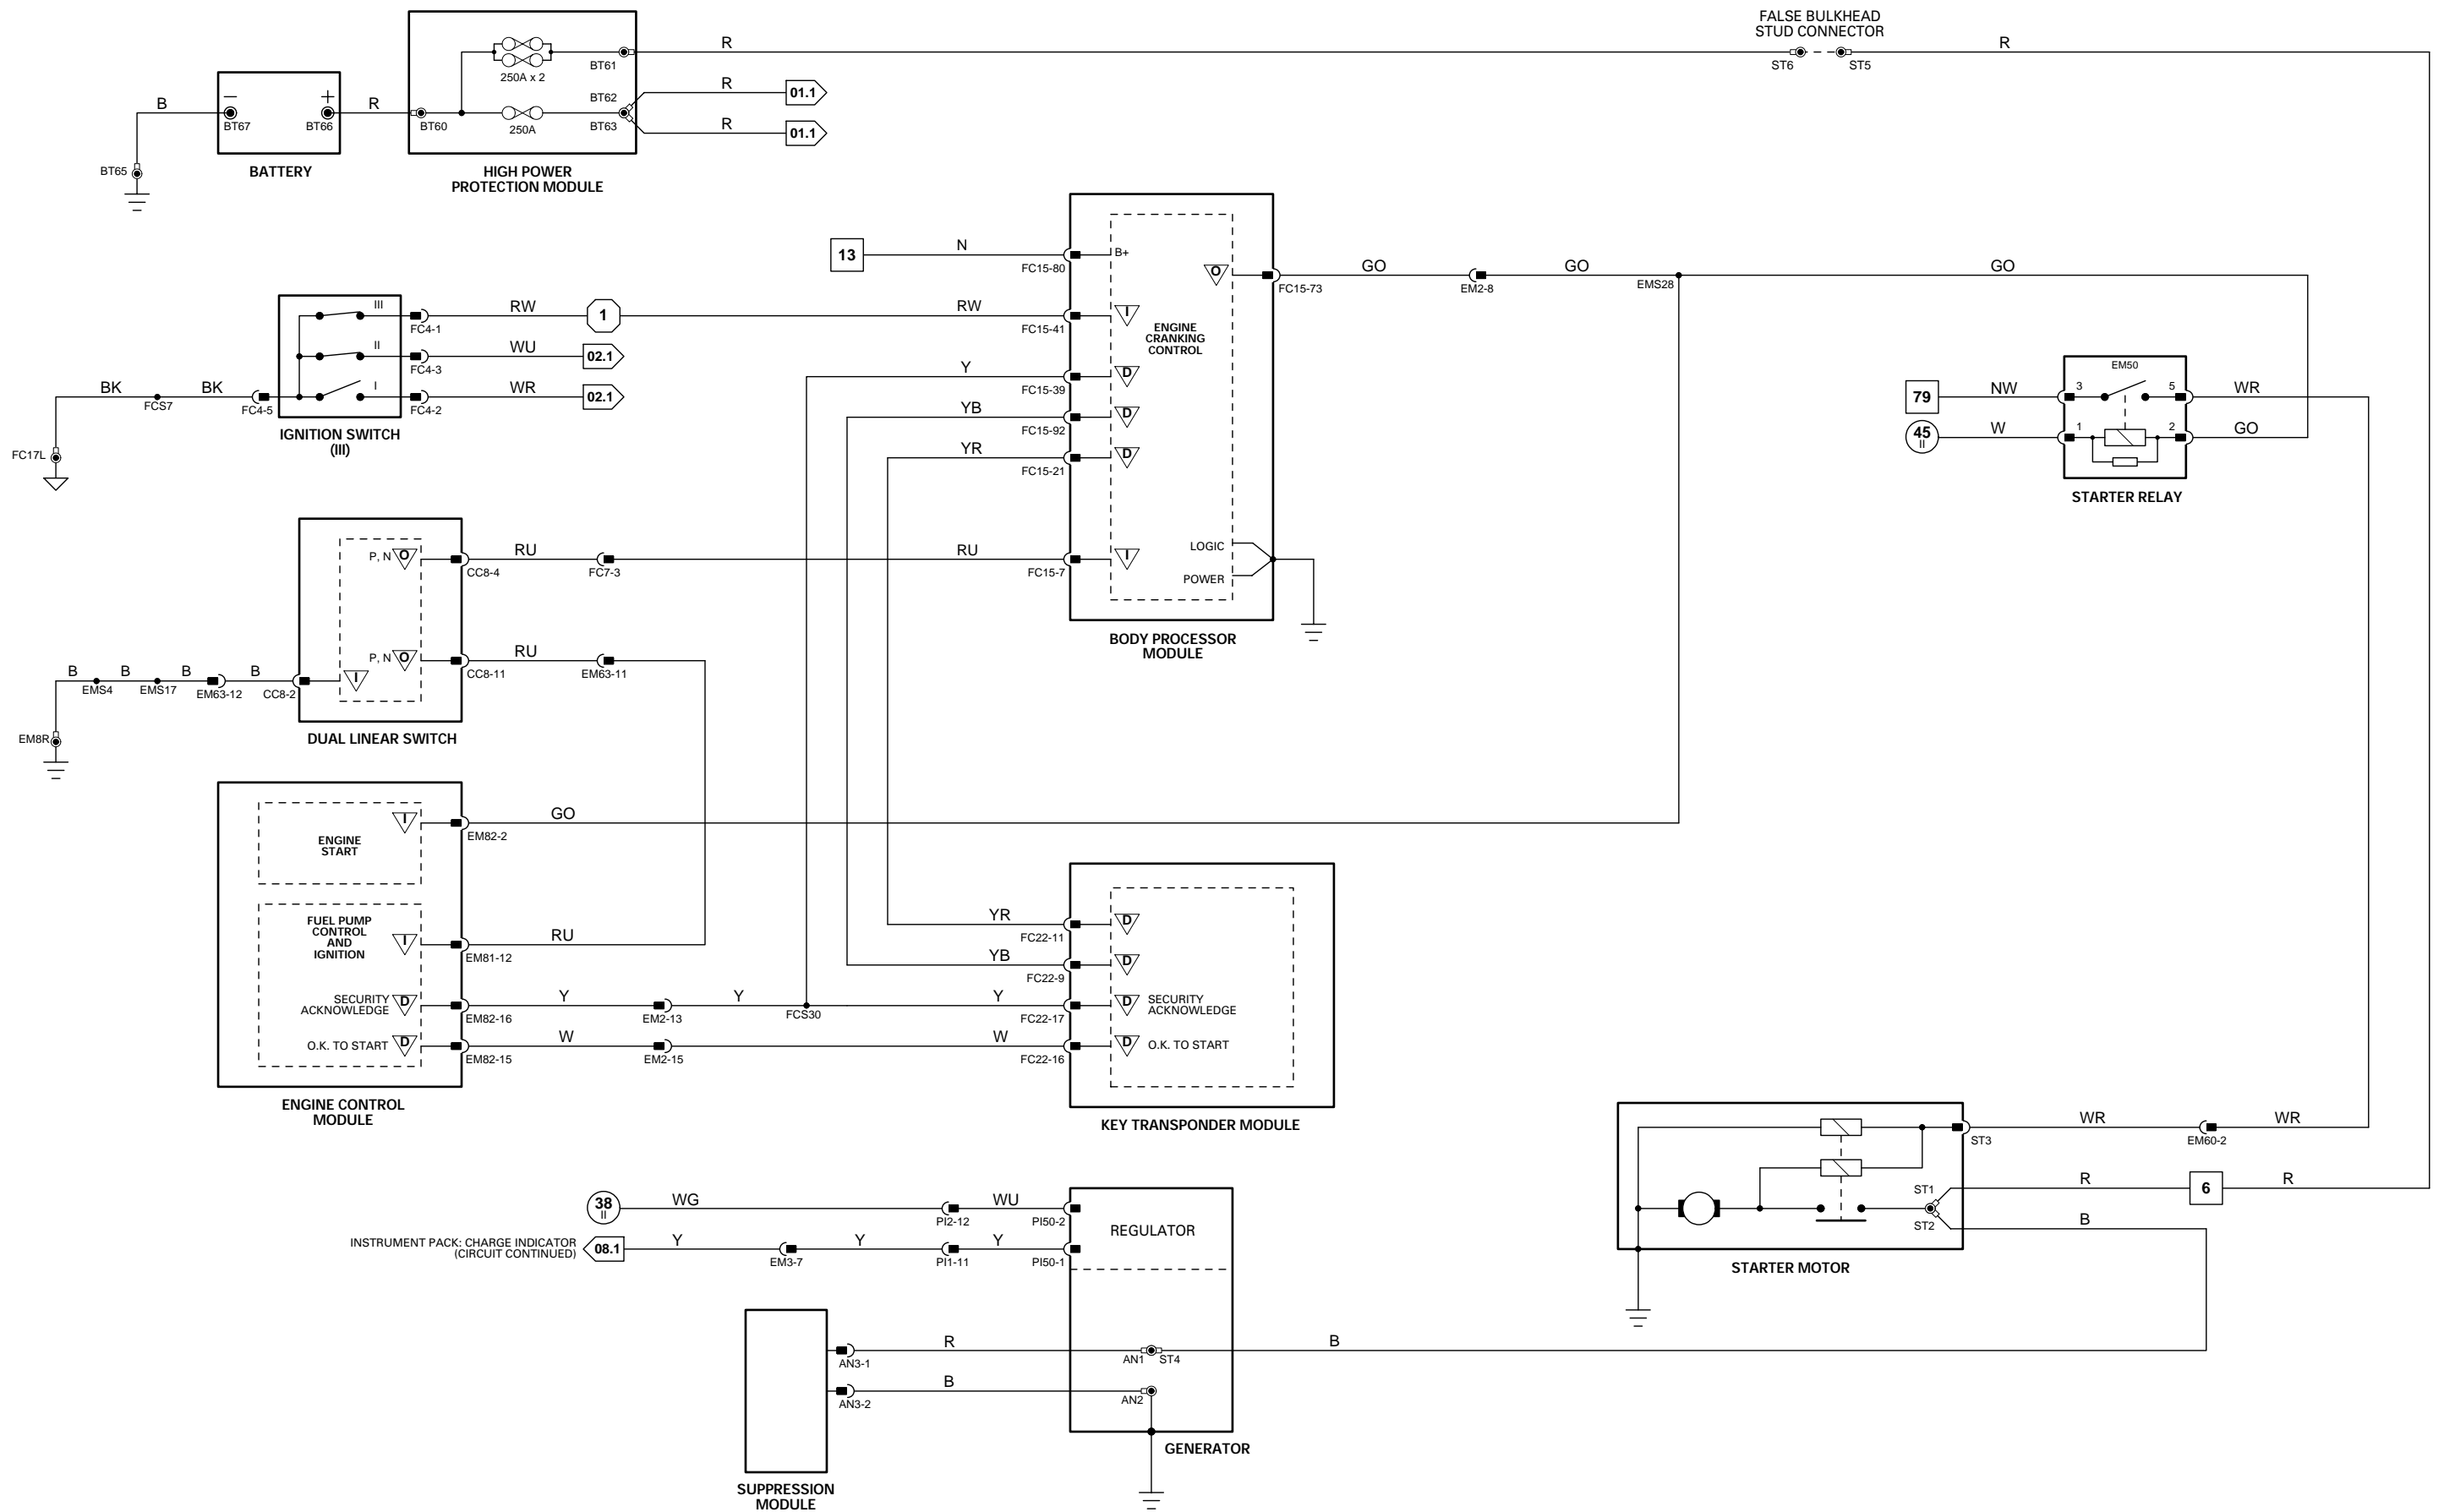 FALSE BULKHEAD
STUD CONNECTOR
R
R
ST6
ST5
250A x 2
BT61
BT62
R
01.1
B
–
+
R
BT67
BT66
BT60
250A
BT63
R
01.1
BT65
BATTERY
HIGH POWER
PROTECTION MODULE
13
N
FC15-80
B+
O
FC15-73
GO
EM2-8
GO
EMS28
GO
III
FC4-1
RW
1
RW
FC15-41
I
ENGINE
CRANKING
CONTROL
II
FC4-3
WU
02.1
Y
FC15-39
D
BK
FCS7
BK
FC4-5
I
FC4-2
WR
02.1
YB
FC15-92
D
YR
FC15-21
D
IGNITION SWITCH
(III)
FC17L
EM50
79
NW
3
5
WR
45
II
W
1
2
GO
STARTER RELAY
P, N
O
CC8-4
RU
FC7-3
RU
FC15-7
I
LOGIC
POWER
BODY PROCESSOR
MODULE
P, N
O
CC8-11
RU
EM63-11
B
EMS4
B
EMS17
B
EM63-12
B
CC8-2
I
EM8R
DUAL LINEAR SWITCH
ENGINE
START
I
EM82-2
GO
FUEL PUMP
CONTROL
AND
IGNITION
I
EM81-12
RU
SECURITY
ACKNOWLEDGE
D
EM82-16
Y
EM2-13
Y
FCS30
Y
FC22-17
D
SECURITY
ACKNOWLEDGE
O.K. TO START
D
EM82-15
W
EM2-15
W
FC22-16
D
O.K. TO START
YR
FC22-11
D
YB
FC22-9
D
ENGINE CONTROL
MODULE
KEY TRANSPONDER MODULE
ST3
WR
EM60-2
WR
ST1
R
6
R
ST2
B
STARTER MOTOR
38
II
WG
PI2-12
WU
PI50-2
REGULATOR
INSTRUMENT PACK: CHARGE INDICATOR
(CIRCUIT CONTINUED)
08.1
Y
EM3-7
Y
PI1-11
Y
PI50-1
AN3-1
R
AN1
ST4
B
AN3-2
B
AN2
GENERATOR
SUPPRESSION
MODULE